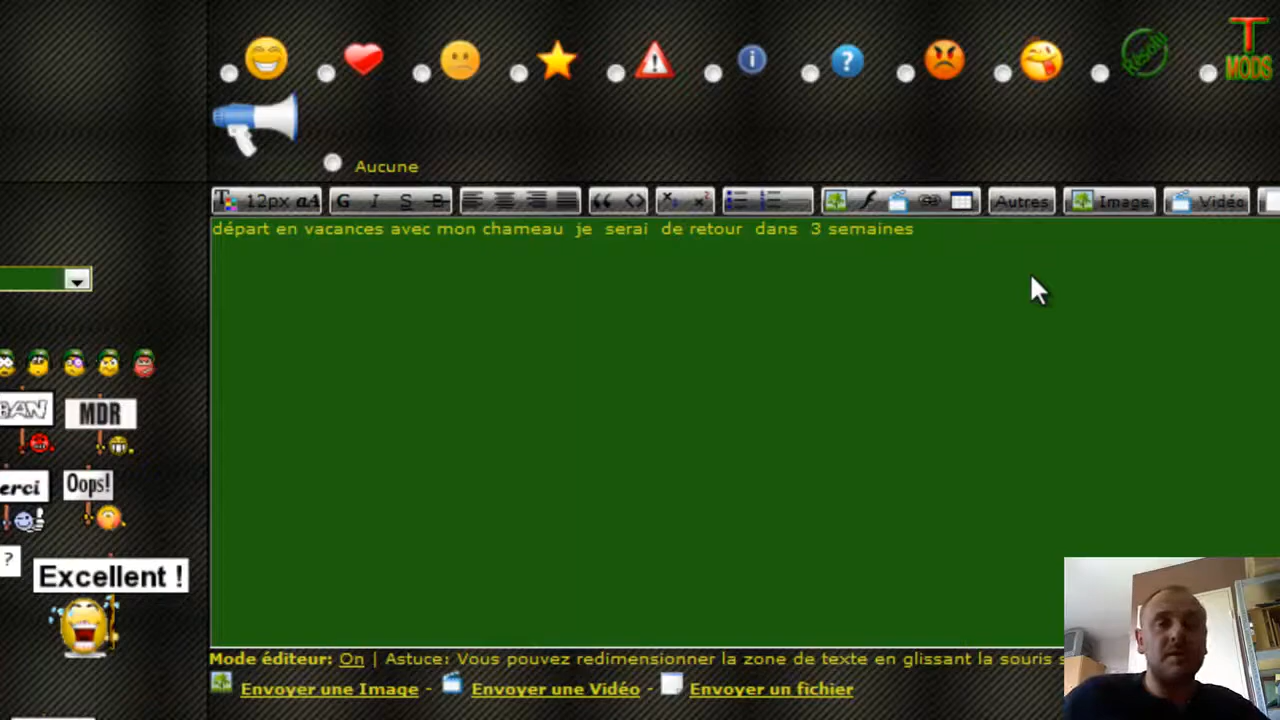 Résolu
T
MODS
Aucune
12px
G I S B
Autres
Image
Vidéo
départ en vacances avec mon chameau je serai de retour dans 3 semaines
BAN
MDR
erci
Oops!
?
Excellent !
Mode éditeur: On | Astuce: Vous pouvez redimensionner la zone de texte en glissant la souris s
Envoyer une Image - Envoyer une Vidéo - Envoyer un fichier